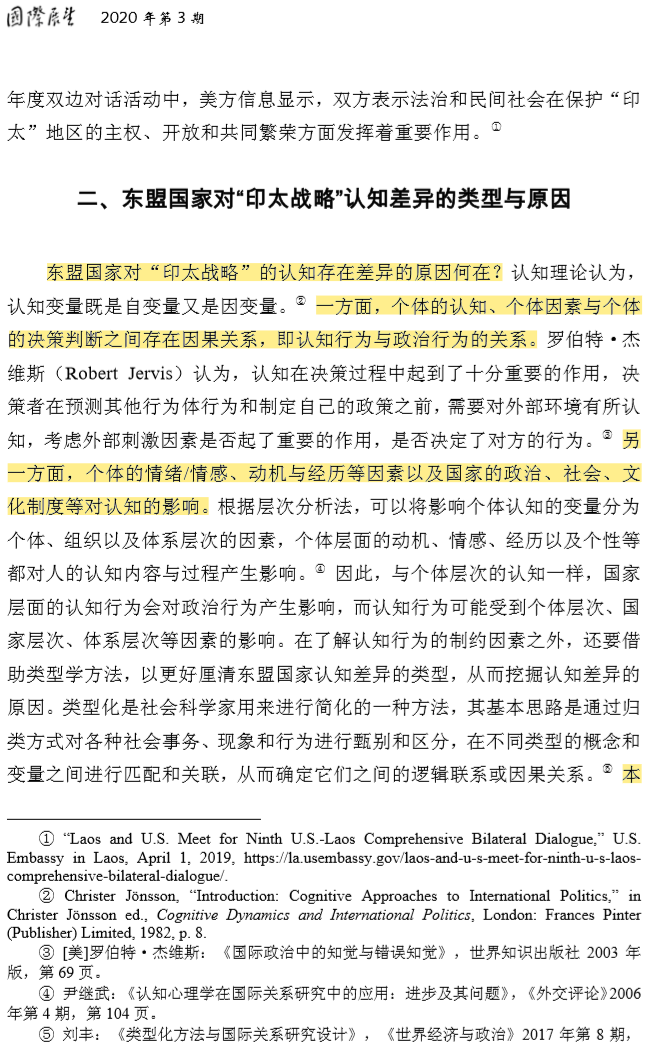 国际展望 2020 年第 3 期
年度双边对话活动中，美方信息显示，双方表示法治和民间社会在保护“印
太”地区的主权、开放和共同繁荣方面发挥着重要作用。①
二、东盟国家对“印太战略”认知差异的类型与原因
东盟国家对“印太战略”的认知存在差异的原因何在？认知理论认为，
认知变量既是自变量又是因变量。② 一方面，个体的认知、个体因素与个体
的决策判断之间存在因果关系，即认知行为与政治行为的关系。罗伯特·杰
维斯（Robert Jervis）认为，认知在决策过程中起到了十分重要的作用，决
策者在预测其他行为体行为和制定自己的政策之前，需要对外部环境有所认
知，考虑外部刺激因素是否起了重要的作用，是否决定了对方的行为。③ 另
一方面，个体的情绪/情感、动机与经历等因素以及国家的政治、社会、文
化制度等对认知的影响。根据层次分析法，可以将影响个体认知的变量分为
个体、组织以及体系层次的因素，个体层面的动机、情感、经历以及个性等
都对人的认知内容与过程产生影响。④ 因此，与个体层次的认知一样，国家
层面的认知行为会对政治行为产生影响，而认知行为可能受到个体层次、国
家层次、体系层次等因素的影响。在了解认知行为的制约因素之外，还要借
助类型学方法，以更好厘清东盟国家认知差异的类型，从而挖掘认知差异的
原因。类型化是社会科学家用来进行简化的一种方法，其基本思路是通过归
类方式对各种社会事务、现象和行为进行甄别和区分，在不同类型的概念和
变量之间进行匹配和关联，从而确定它们之间的逻辑联系或因果关系。⑤ 本
① “Laos and U.S. Meet for Ninth U.S.-Laos Comprehensive Bilateral Dialogue,” U.S.
Embassy in Laos, April 1, 2019, https://la.usembassy.gov/laos-and-u-s-meet-for-ninth-u-s-laos-
comprehensive-bilateral-dialogue/.
② Christer Jönsson, “Introduction: Cognitive Approaches to International Politics,” in
Christer Jönsson ed., Cognitive Dynamics and International Politics, London: Frances Pinter
(Publisher) Limited, 1982, p. 8.
③ [美]罗伯特·杰维斯：《国际政治中的知觉与错误知觉》，世界知识出版社 2003 年
版，第 69 页。
④ 尹继武：《认知心理学在国际关系研究中的应用：进步及其问题》，《外交评论》2006
年第 4 期，第 104 页。
⑤ 刘丰：《类型化方法与国际关系研究设计》，《世界经济与政治》2017 年第 8 期，